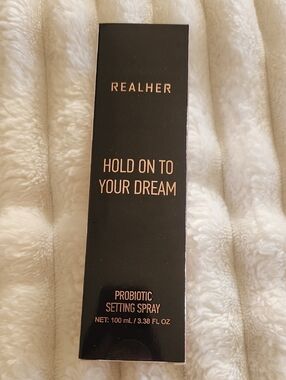 REALHER
HOLD ON TO
YOUR DREAM
PROBIOTIC
SETTING SPRAY
NET: 100 mL / 3.38 FL OZ